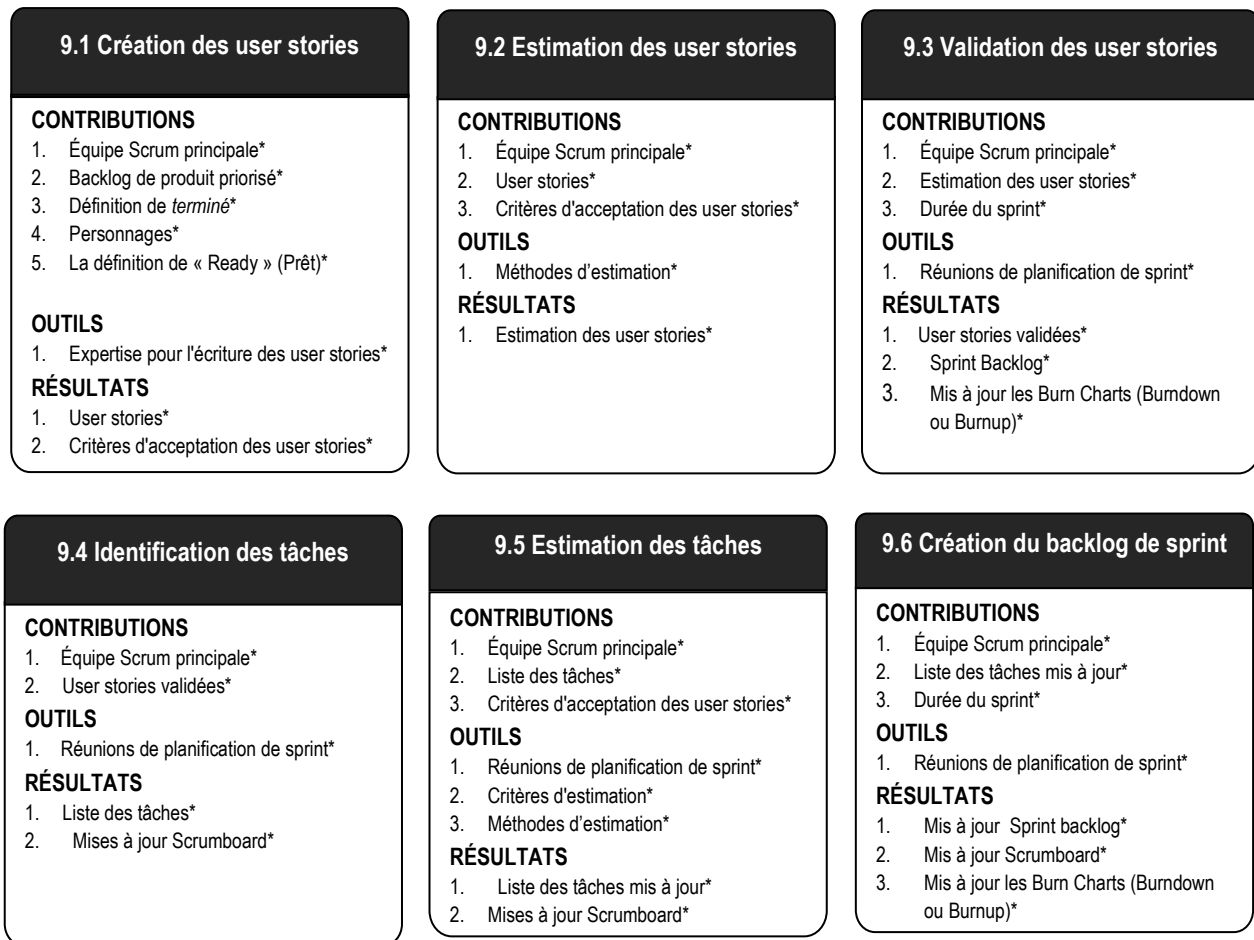 9.1 Création des user stories
CONTRIBUTIONS
1. Équipe Scrum principale*
2. Backlog de produit priorisé*
3. Définition de terminé*
4. Personnages*
5. La définition de « Ready » (Prêt)*
OUTILS
1. Expertise pour l'écriture des user stories*
RÉSULTATS
1. User stories*
2. Critères d'acceptation des user stories*
9.2 Estimation des user stories
CONTRIBUTIONS
1. Équipe Scrum principale*
2. User stories*
3. Critères d'acceptation des user stories*
OUTILS
1. Méthodes d’estimation*
RÉSULTATS
1. Estimation des user stories*
9.3 Validation des user stories
CONTRIBUTIONS
1. Équipe Scrum principale*
2. Estimation des user stories*
3. Durée du sprint*
OUTILS
1. Réunions de planification de sprint*
RÉSULTATS
1. User stories validées*
2. Sprint Backlog*
3. Mis à jour les Burn Charts (Burndown
ou Burnup)*
9.4 Identification des tâches
CONTRIBUTIONS
1. Équipe Scrum principale*
2. User stories validées*
OUTILS
1. Réunions de planification de sprint*
RÉSULTATS
1. Liste des tâches*
2. Mises à jour Scrumboard*
9.5 Estimation des tâches
CONTRIBUTIONS
1. Équipe Scrum principale*
2. Liste des tâches*
3. Critères d'acceptation des user stories*
OUTILS
1. Réunions de planification de sprint*
2. Critères d'estimation*
3. Méthodes d’estimation*
RÉSULTATS
1. Liste des tâches mis à jour*
2. Mises à jour Scrumboard*
9.6 Création du backlog de sprint
CONTRIBUTIONS
1. Équipe Scrum principale*
2. Liste des tâches mis à jour*
3. Durée du sprint*
OUTILS
1. Réunions de planification de sprint*
RÉSULTATS
1. Mis à jour Sprint backlog*
2. Mis à jour Scrumboard*
3. Mis à jour les Burn Charts (Burndown
ou Burnup)*